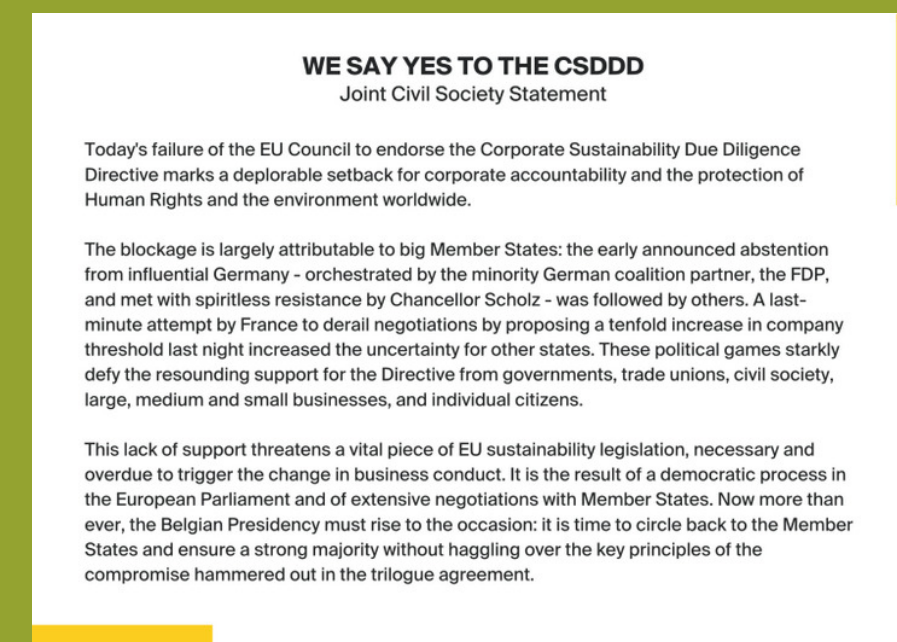 WE SAY YES TO THE CSDDD
Joint Civil Society Statement
Today's failure of the EU Council to endorse the Corporate Sustainability Due Diligence
Directive marks a deplorable setback for corporate accountability and the protection of
Human Rights and the environment worldwide.
The blockage is largely attributable to big Member States: the early announced abstention
from influential Germany - orchestrated by the minority German coalition partner, the FDP,
and met with spiritless resistance by Chancellor Scholz - was followed by others. A last-
minute attempt by France to derail negotiations by proposing a tenfold increase in company
threshold last night increased the uncertainty for other states. These political games starkly
defy the resounding support for the Directive from governments, trade unions, civil society,
large, medium and small businesses, and individual citizens.
This lack of support threatens a vital piece of EU sustainability legislation, necessary and
overdue to trigger the change in business conduct. It is the result of a democratic process in
the European Parliament and of extensive negotiations with Member States. Now more than
ever, the Belgian Presidency must rise to the occasion: it is time to circle back to the Member
States and ensure a strong majority without haggling over the key principles of the
compromise hammered out in the trilogue agreement.